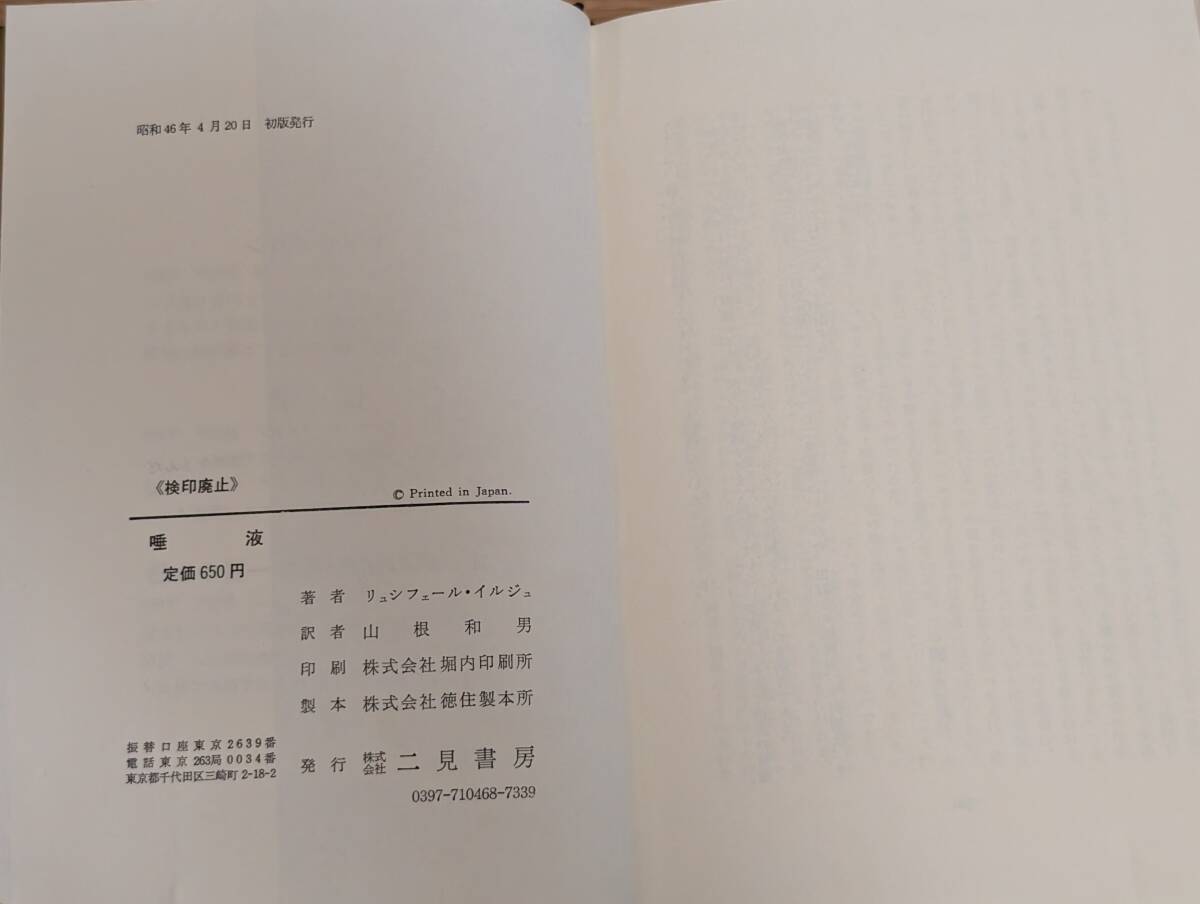 昭和46年4月20日 初版発行
《検印廃止》
© Printed in Japan.
唾液
定価650円
著者 リュシフェール・イルジュ
訳者 山根和男
印刷 株式会社堀内印刷所
製本 株式会社徳住製本所
振替口座東京2639番
電話東京263局0034番
東京都千代田区三崎町2-18-2
発行 株式会社 二見書房
0397-710468-7339